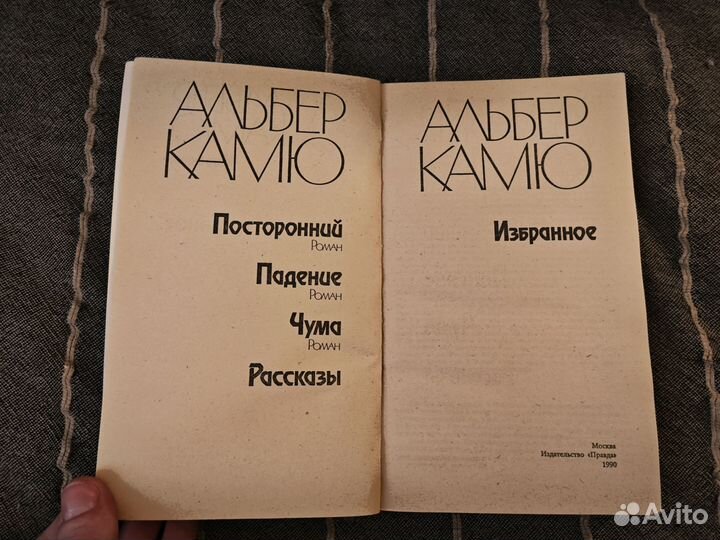 АЛЬБЕР
КАМЮ
Посторонний
Роман
Падение
Роман
Чума
Роман
Рассказы
АЛЬБЕР
КАМЮ
Избранное
Москва
Издательство «Правда»
1990
Avito